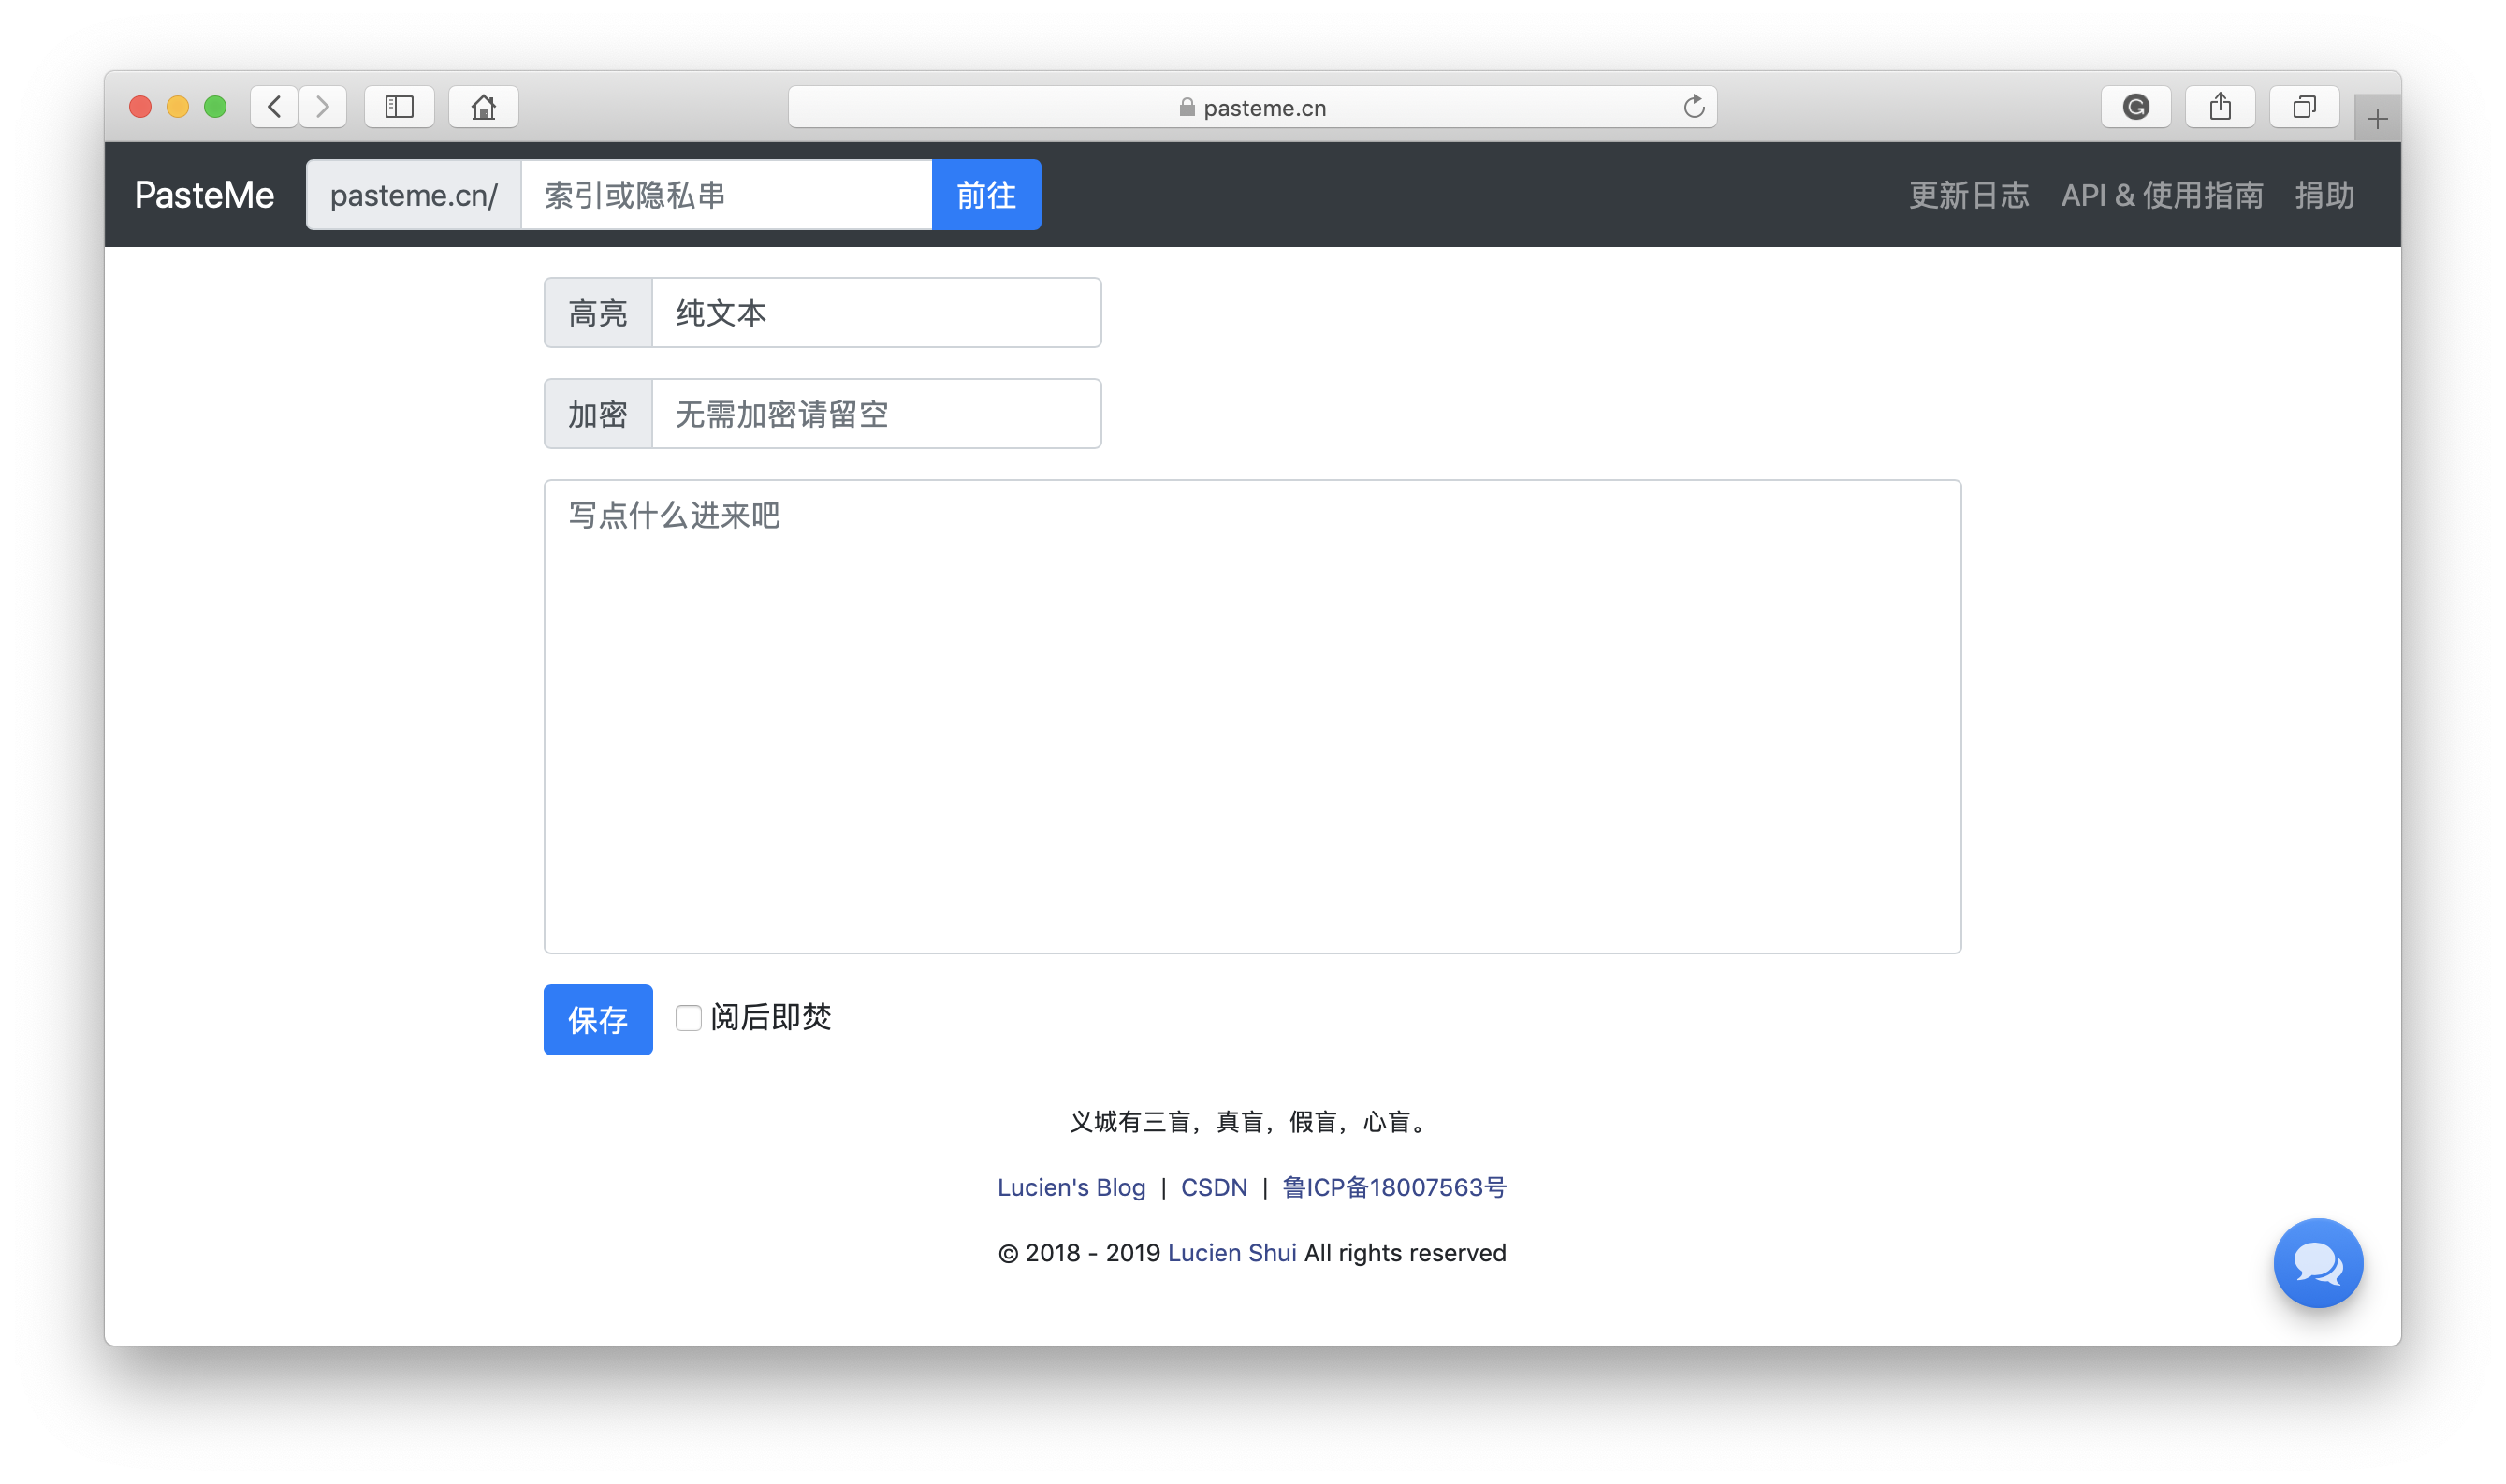 pasteme.cn
PasteMe pasteme.cn/ 索引或隐私串 前往 更新日志 API & 使用指南 捐助
高亮 纯文本
加密 无需加密请留空
写点什么进来吧
保存 阅后即焚
义城有三盲，真盲，假盲，心盲。
Lucien's Blog | CSDN | 鲁ICP备18007563号
© 2018 - 2019 Lucien Shui All rights reserved